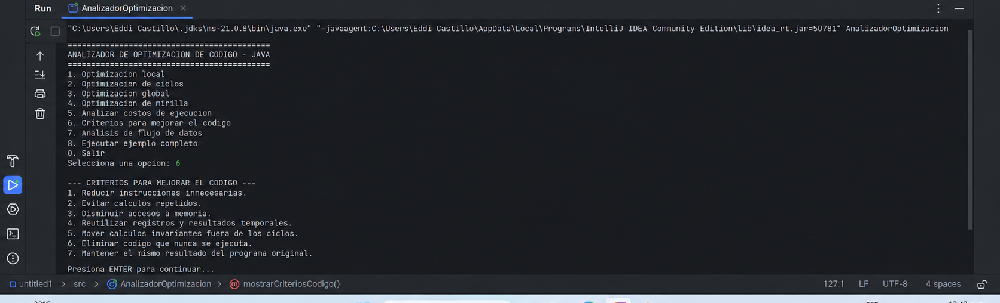 Run AnalizadorOptimizacion
"C:\Users\Eddi Castillo\.jdks\ms-21.0.8\bin\java.exe" "-javaagent:C:\Users\Eddi Castillo\AppData\Local\Programs\IntelliJ IDEA Community Edition\lib\idea_rt.jar=50781" AnalizadorOptimizacion
===========================================
ANALIZADOR DE OPTIMIZACION DE CODIGO - JAVA
===========================================
1. Optimizacion local
2. Optimizacion de ciclos
3. Optimizacion global
4. Optimizacion de mirilla
5. Analizar costos de ejecucion
6. Criterios para mejorar el codigo
7. Analisis de flujo de datos
8. Ejecutar ejemplo completo
0. Salir
Selecciona una opcion: 6
--- CRITERIOS PARA MEJORAR EL CODIGO ---
1. Reducir instrucciones innecesarias.
2. Evitar calculos repetidos.
3. Disminuir accesos a memoria.
4. Reutilizar registros y resultados temporales.
5. Mover calculos invariantes fuera de los ciclos.
6. Eliminar codigo que nunca se ejecuta.
7. Mantener el mismo resultado del programa original.
Presiona ENTER para continuar...
untitled1 > src > AnalizadorOptimizacion > mostrarCriteriosCodigo() 127:1 LF UTF-8 4 spaces